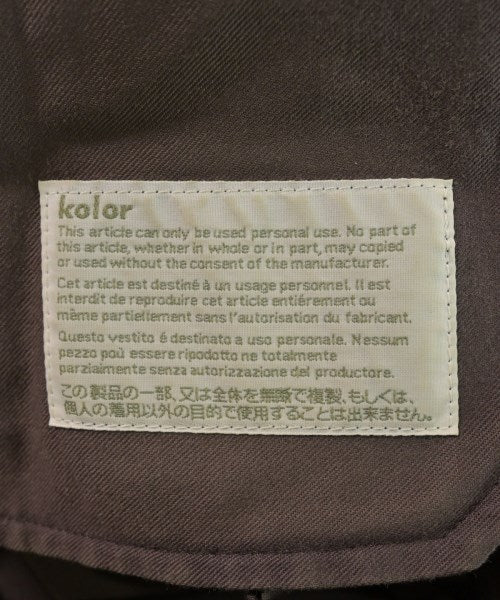 kolor
This article can only be used personal use. No part of
this article, whether in whole or in part, may copied
or used without the consent of the manufacturer.
Cet article est destiné à un usage personnel. Il est
interdit de reproduire cet article entiérement ou
même partiellement sans l'autorisation du fabricant.
Questo vestito é destinato a uso personale. Nessum
pezzo poù essere ripodotto ne totalmente
parzialmente senza autorizzazione del productore.
この製品の一部、又は全体を無断で複製、もしくは、
個人の着用以外の目的で使用することは出来ません。